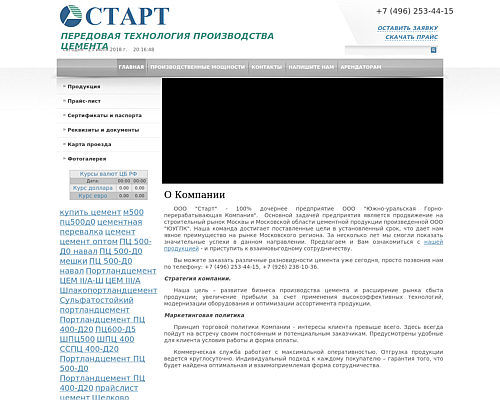 СТАРТ
+7 (496) 253-44-15
ПЕРЕДОВАЯ ТЕХНОЛОГИЯ ПРОИЗВОДСТВА
ЦЕМЕНТА
2018 г. 20:16:48
ОСТАВИТЬ ЗАЯВКУ
СКАЧАТЬ ПРАЙС
ГЛАВНАЯ ПРОИЗВОДСТВЕННЫЕ МОЩНОСТИ КОНТАКТЫ НАПИШИТЕ НАМ АРЕНДАТОРАМ
Продукция
Прайс-лист
Сертификаты и паспорта
Реквизиты и документы
Карта проезда
Фотогалерея
Курсы валют ЦБ РФ
Дата: 00.00 00.00
Курс доллара 0.00 0.00
Курс евро 0.00 0.00
купить цемент м500
пц500д0 цементная
перевалка цемент
цемент оптом ПЦ 500-
Д0 навал ПЦ 500-Д0
мешки ПЦ 500-Д0
навал Портландцемент
ЦЕМ II/А-Ш ЦЕМ III/А
Шлакопортландцемент
Сульфатостойкий
портландцемент
Портландцемент ПЦ
400-Д20 ПЦ600-Д5
ШПЦ500 ШПЦ 400
ССПЦ 400-Д20
Портландцемент ПЦ
500-Д0
Портландцемент ПЦ
400-Д20 прайслист
цемент Щелково
О Компании
ООО "Старт" - 100% дочернее предприятие ООО "Южно-уральская Горно-
перерабатывающая Компания". Основной задачей предприятия является продвижение на
строительный рынок Москвы и Московской области цементной продукции произведенной ООО
"ЮУГПК". Наша команда достигает поставленные цели в установленный срок, что дает нам
явное преимущество на рынке Московского региона. За несколько лет мы смогли показать
значительные успехи в данном направлении. Предлагаем и Вам ознакомиться с нашей
продукцией - и приступить к взаимовыгодному сотрудничеству.
Вы можете заказать различные разновидности цемента уже сегодня, просто позвонив нам
по телефону: +7 (496) 253-44-15, +7 (926) 238-10-36.
Стратегия компании.
Наша цель - развитие бизнеса производства цемента и расширение рынка сбыта
продукции; увеличение прибыли за счет применения высокоэффективных технологий,
модернизации оборудования и оптимизации ассортимента продукции.
Маркетинговая политика
Принцип торговой политики Компании - интересы клиента превыше всего. Здесь всегда
пойдут на встречу своим постоянным и потенциальным заказчикам. Предусмотрены удобные
для клиента условия работы и форма оплаты.
Коммерческая служба работает с максимальной оперативностью. Отгрузка продукции
ведется круглосуточно. Индивидуальный подход к каждому покупателю - гарантия того, что
будет найдена оптимальная и взаимоприемлемая форма сотрудничества.